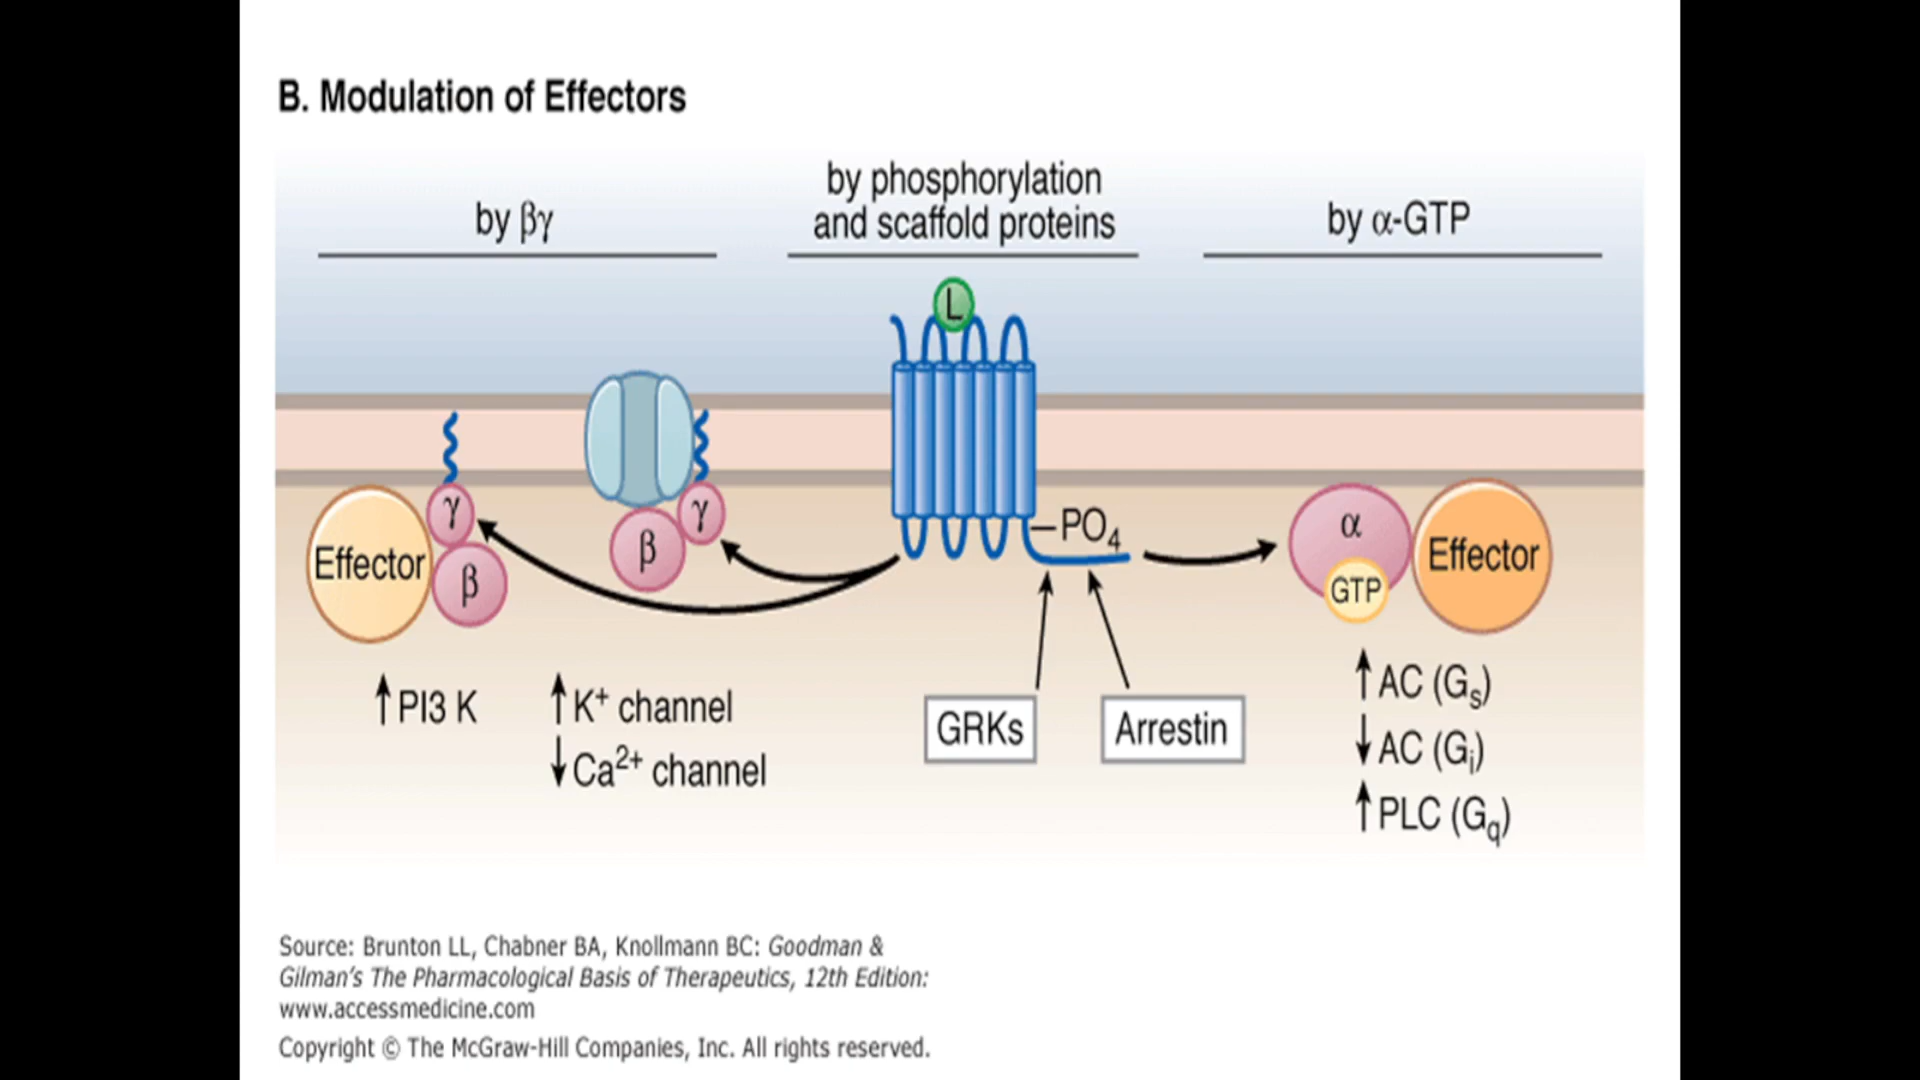 B. Modulation of Effectors
by βγ
by phosphorylation
and scaffold proteins
by α-GTP
L
γ
β
Effector
γ
β
–PO₄
α
GTP
Effector
↑PI3 K
↑K⁺ channel
↓Ca²⁺ channel
GRKs
Arrestin
↑AC (Gₛ)
↓AC (Gᵢ)
↑PLC (G_q)
Source: Brunton LL, Chabner BA, Knollmann BC: Goodman &
Gilman's The Pharmacological Basis of Therapeutics, 12th Edition:
www.accessmedicine.com
Copyright © The McGraw-Hill Companies, Inc. All rights reserved.